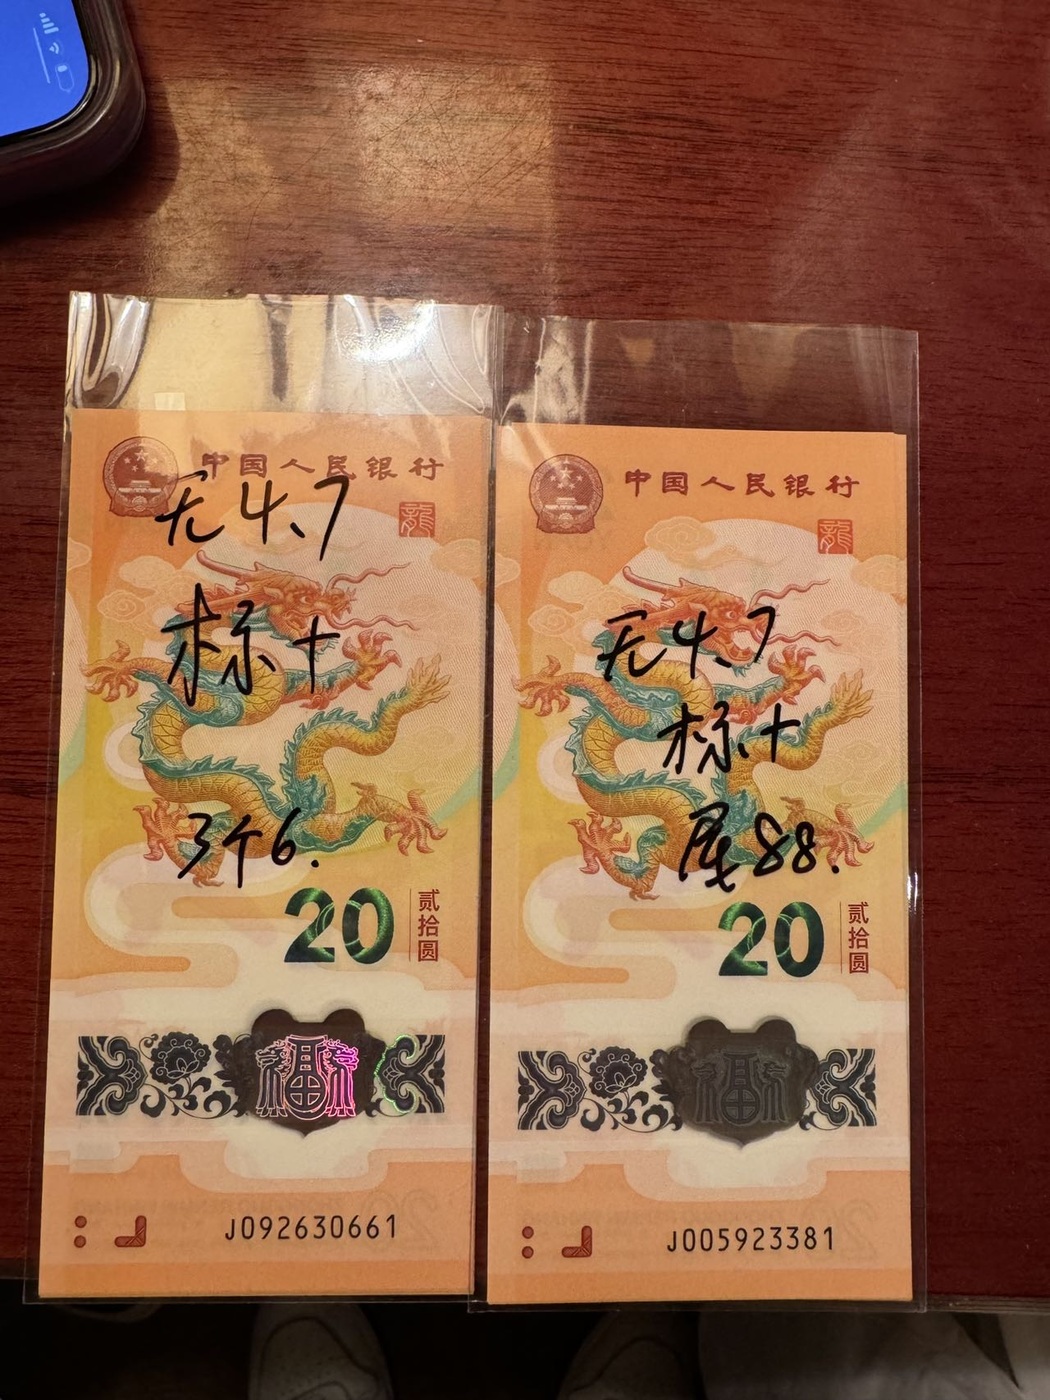 中国人民银行
龍
无4、7
标十
3个6.
20
贰拾圆
J092630661
中国人民银行
龍
无4、7
标十
尾88.
20
贰拾圆
J005923381